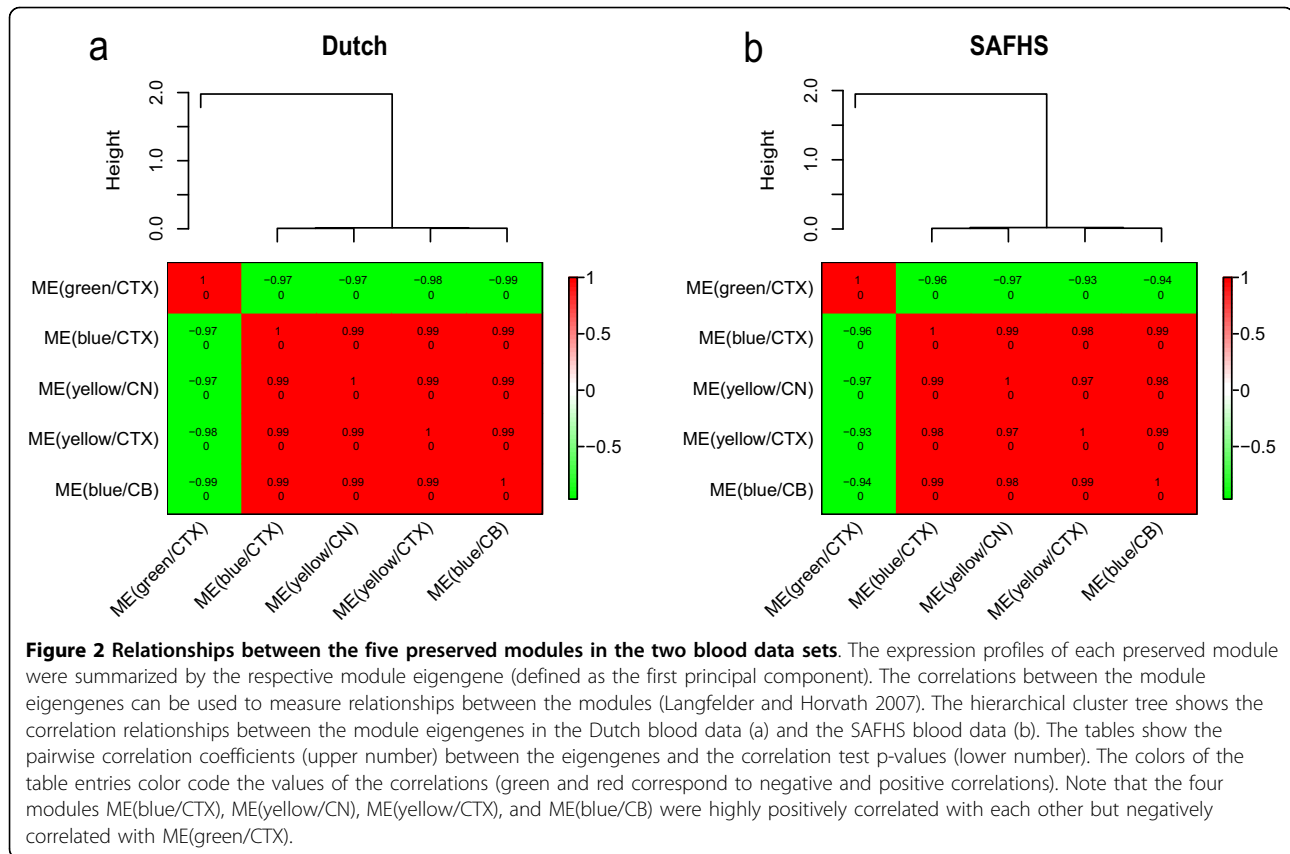 a
Dutch
b
SAFHS
Height
0.0
1.0
2.0
Height
0.0
1.0
2.0
ME(green/CTX)
1 −0.97 −0.97 −0.98 −0.99
0 0 0 0 0
ME(blue/CTX)
−0.97 1 0.99 0.99 0.99
0 0 0 0 0
ME(yellow/CN)
−0.97 0.99 1 0.99 0.99
0 0 0 0 0
ME(yellow/CTX)
−0.98 0.99 0.99 1 0.99
0 0 0 0 0
ME(blue/CB)
−0.99 0.99 0.99 0.99 1
0 0 0 0 0
1
0.5
0
−0.5
ME(green/CTX)
ME(blue/CTX)
ME(yellow/CN)
ME(yellow/CTX)
ME(blue/CB)
ME(green/CTX)
1 −0.96 −0.97 −0.93 −0.94
0 0 0 0 0
ME(blue/CTX)
−0.96 1 0.99 0.98 0.99
0 0 0 0 0
ME(yellow/CN)
−0.97 0.99 1 0.97 0.98
0 0 0 0 0
ME(yellow/CTX)
−0.93 0.98 0.97 1 0.99
0 0 0 0 0
ME(blue/CB)
−0.94 0.99 0.98 0.99 1
0 0 0 0 0
1
0.5
0
−0.5
ME(green/CTX)
ME(blue/CTX)
ME(yellow/CN)
ME(yellow/CTX)
ME(blue/CB)
Figure 2 Relationships between the five preserved modules in the two blood data sets. The expression profiles of each preserved module
were summarized by the respective module eigengene (defined as the first principal component). The correlations between the module
eigengenes can be used to measure relationships between the modules (Langfelder and Horvath 2007). The hierarchical cluster tree shows the
correlation relationships between the module eigengenes in the Dutch blood data (a) and the SAFHS blood data (b). The tables show the
pairwise correlation coefficients (upper number) between the eigengenes and the correlation test p-values (lower number). The colors of the
table entries color code the values of the correlations (green and red correspond to negative and positive correlations). Note that the four
modules ME(blue/CTX), ME(yellow/CN), ME(yellow/CTX), and ME(blue/CB) were highly positively correlated with each other but negatively
correlated with ME(green/CTX).